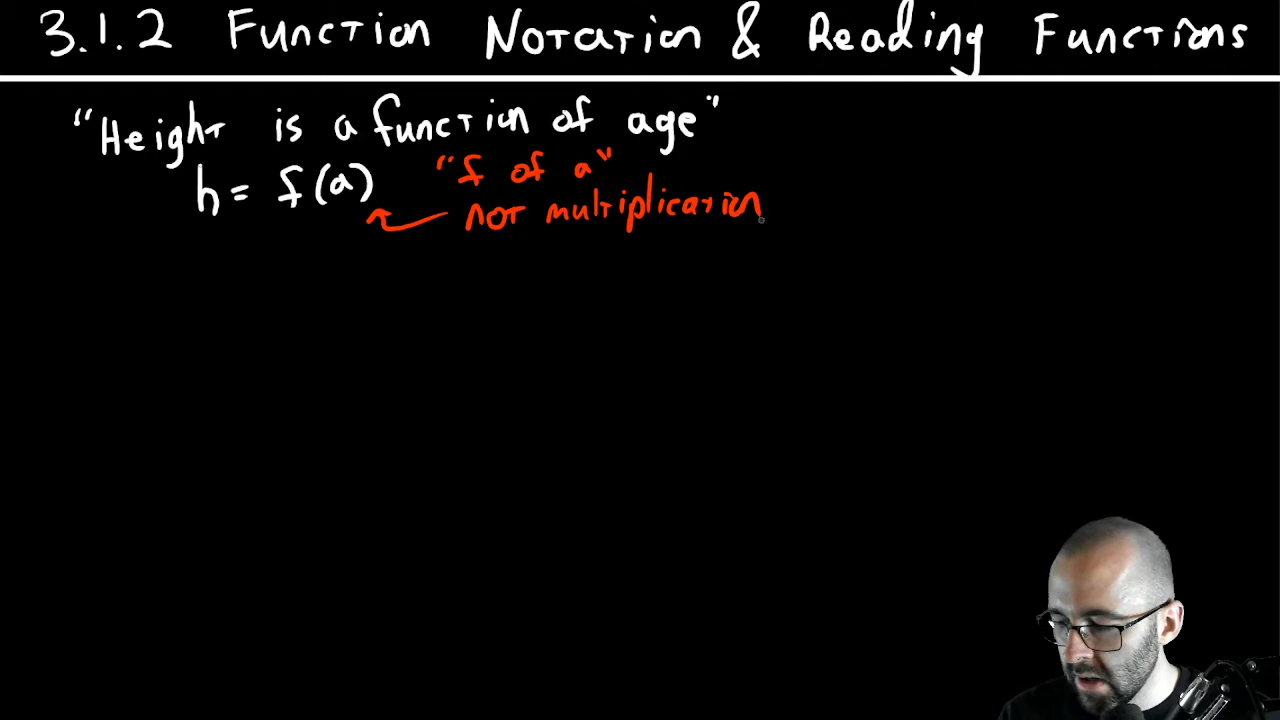 3.1.2 Function Notation & Reading Functions
"Height is a function of age"
h = f(a) "f of a"
not multiplication